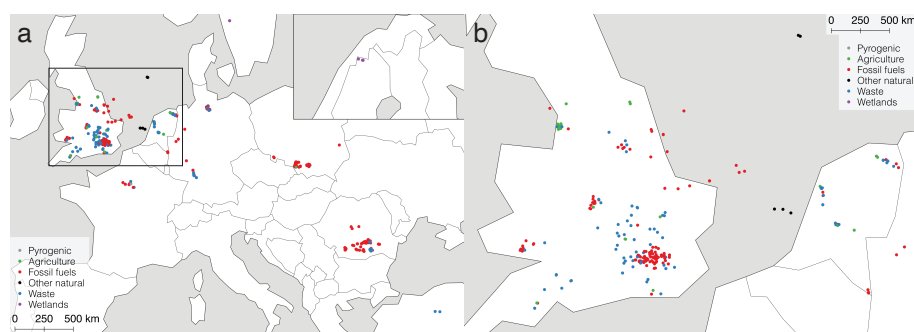 a
Pyrogenic
Agriculture
Fossil fuels
Other natural
Waste
Wetlands
0 250 500 km
b
0 250 500 km
Pyrogenic
Agriculture
Fossil fuels
Other natural
Waste
Wetlands